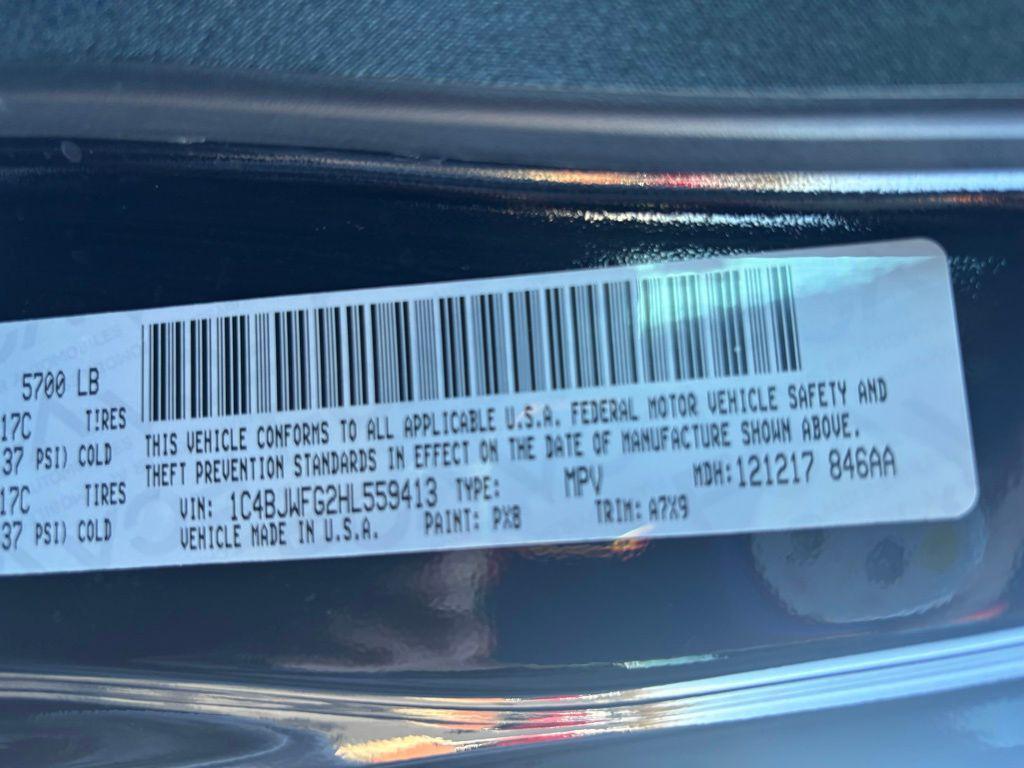 5700 LB
17C TIRES
37 PSI) COLD
17C TIRES
37 PSI) COLD
THIS VEHICLE CONFORMS TO ALL APPLICABLE U.S.A. FEDERAL MOTOR VEHICLE SAFETY AND
THEFT PREVENTION STANDARDS IN EFFECT ON THE DATE OF MANUFACTURE SHOWN ABOVE.
VIN: 1C4BJWFG2HL559413 TYPE: MPV MDH: 121217 846AA
VEHICLE MADE IN U.S.A. PAINT: PX8 TRIM: A7X9